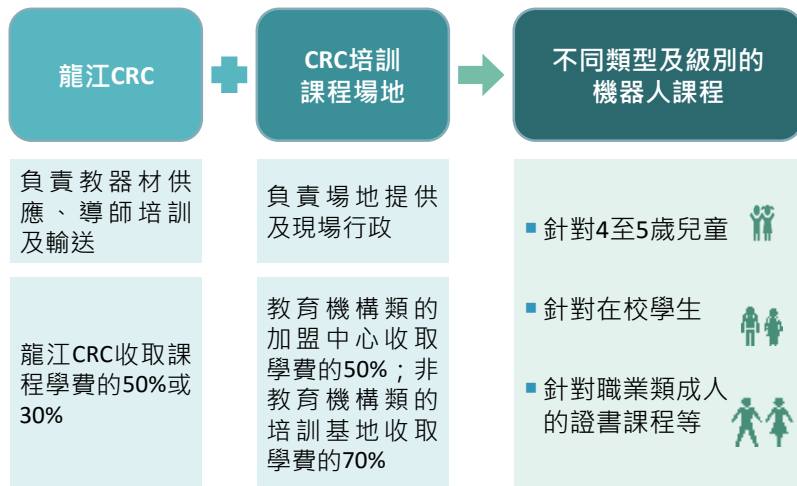 龍江CRC
CRC培訓
課程場地
不同類型及級別的
機器人課程
負責教器材供
應、導師培訓
及輸送
負責場地提供
及現場行政
龍江CRC收取課
程學費的50%或
30%
教育機構類的
加盟中心收取
學費的50%；非
教育機構類的
培訓基地收取
學費的70%
針對4至5歲兒童
針對在校學生
針對職業類成人
的證書課程等